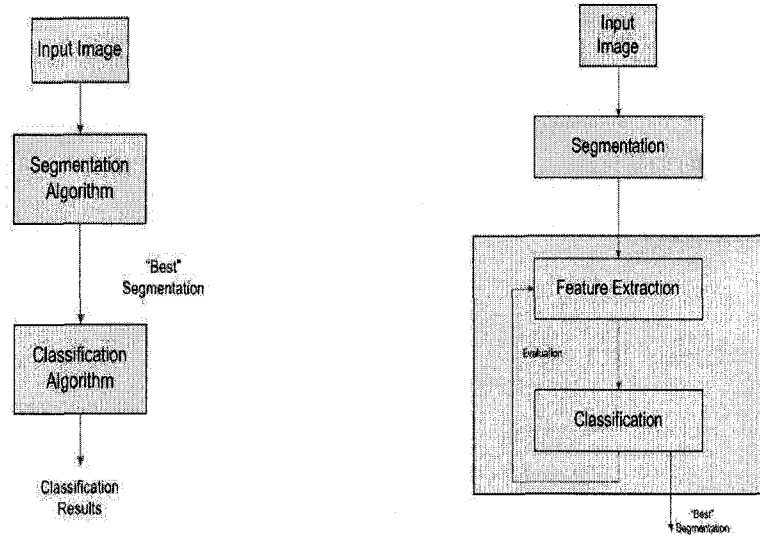 Input Image
Segmentation
Algorithm
"Best"
Segmentation
Classification
Algorithm
Classification
Results
Input
Image
Segmentation
Feature Extraction
Evaluation
Classification
"Best"
Segmentation